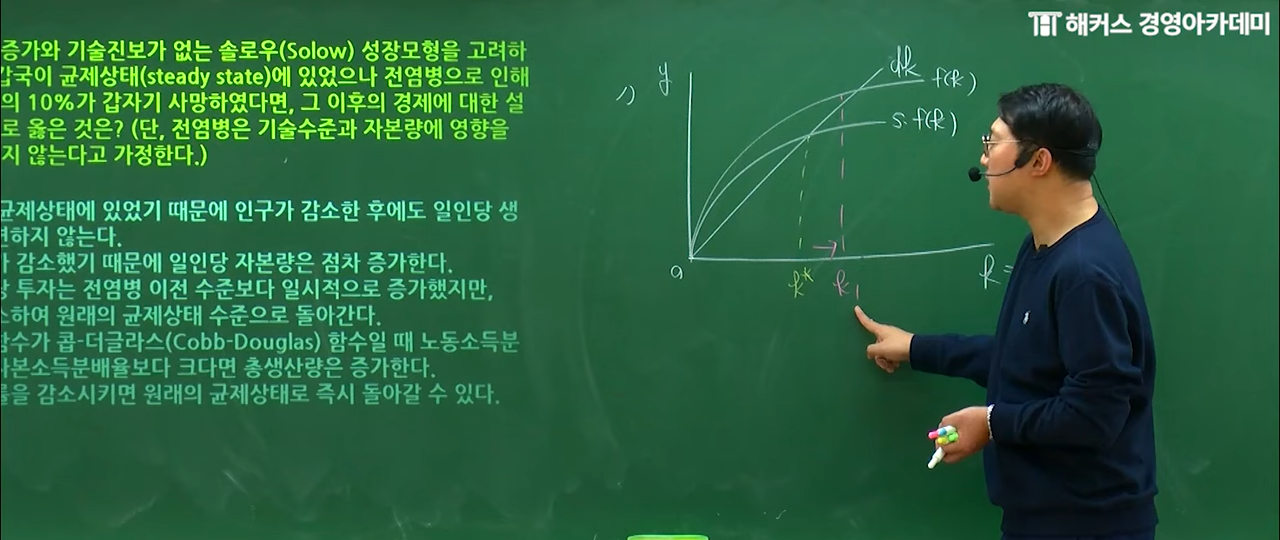 해커스 경영아카데미
증가와 기술진보가 없는 솔로우(Solow) 성장모형을 고려하
갑국이 균제상태(steady state)에 있었으나 전염병으로 인해
의 10%가 갑자기 사망하였다면, 그 이후의 경제에 대한 설
로 옳은 것은? (단, 전염병은 기술수준과 자본량에 영향을
지 않는다고 가정한다.)
균제상태에 있었기 때문에 인구가 감소한 후에도 일인당 생
변하지 않는다.
가 감소했기 때문에 일인당 자본량은 점차 증가한다.
당 투자는 전염병 이전 수준보다 일시적으로 증가했지만,
소하여 원래의 균제상태 수준으로 돌아간다.
함수가 콥-더글라스(Cobb-Douglas) 함수일 때 노동소득분
자본소득분배율보다 크다면 총생산량은 증가한다.
률을 감소시키면 원래의 균제상태로 즉시 돌아갈 수 있다.
1)
y
dk
f(k)
s·f(k)
0
k*
k1
k =